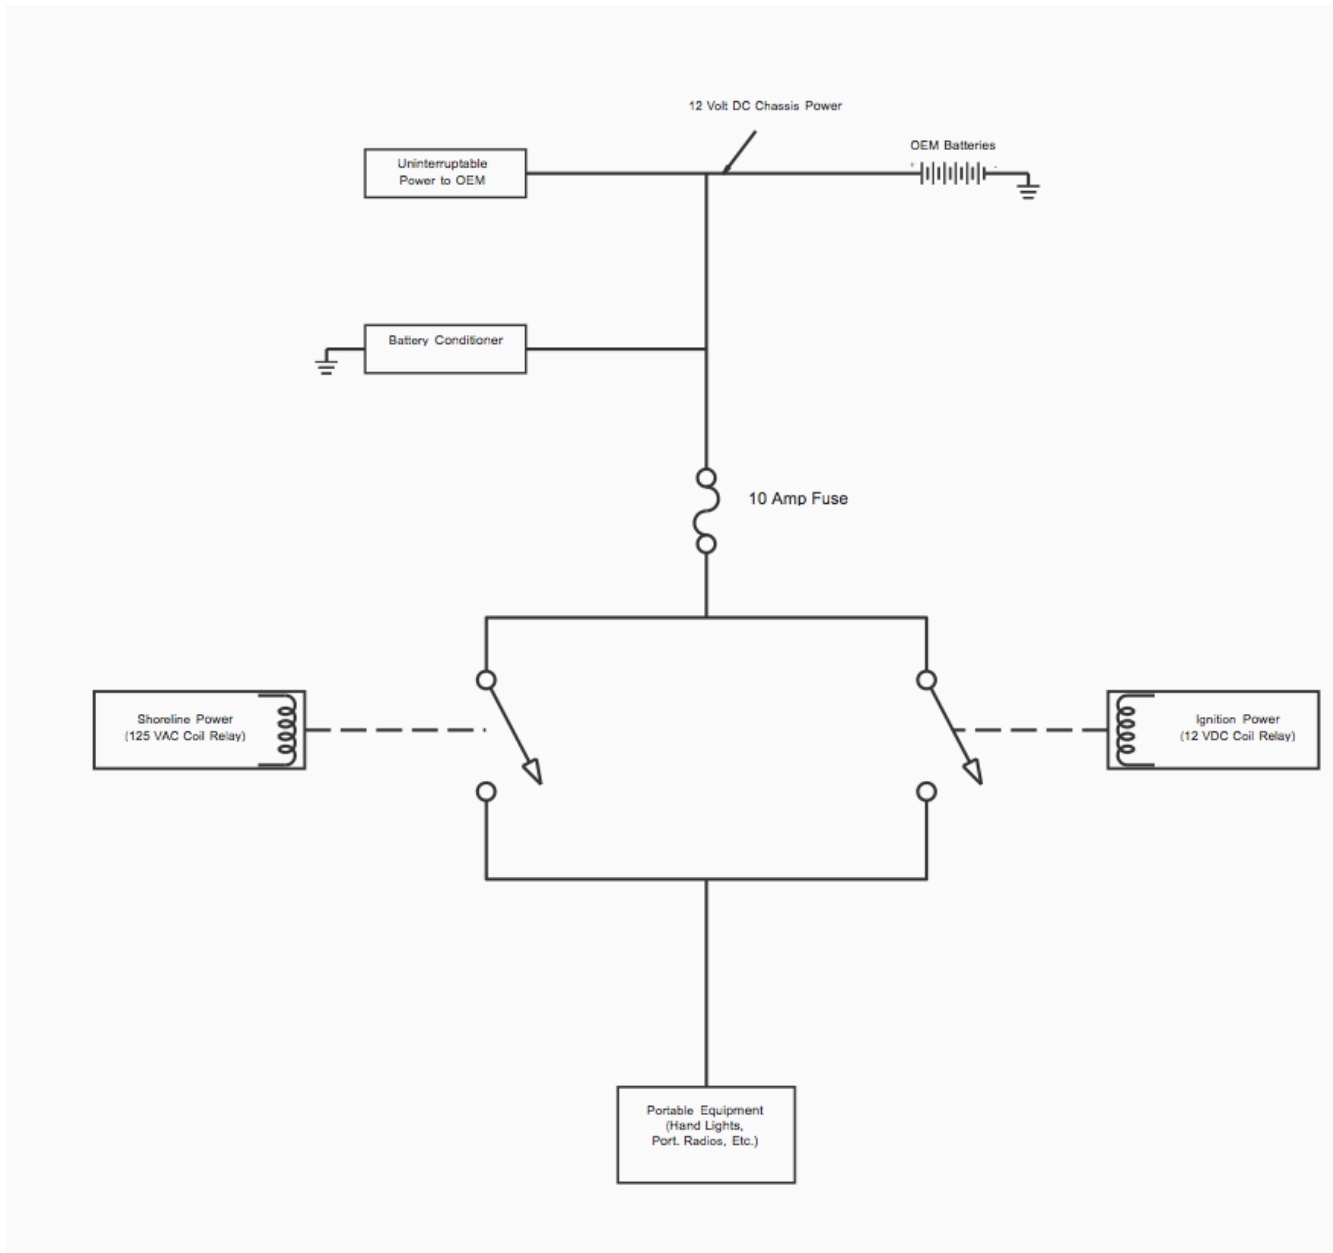 12 Volt DC Chassis Power
OEM Batteries
+ -
Uninterruptable
Power to OEM
Battery Conditioner
10 Amp Fuse
Shoreline Power
(125 VAC Coil Relay)
Ignition Power
(12 VDC Coil Relay)
Portable Equipment
(Hand Lights,
Port. Radios, Etc.)